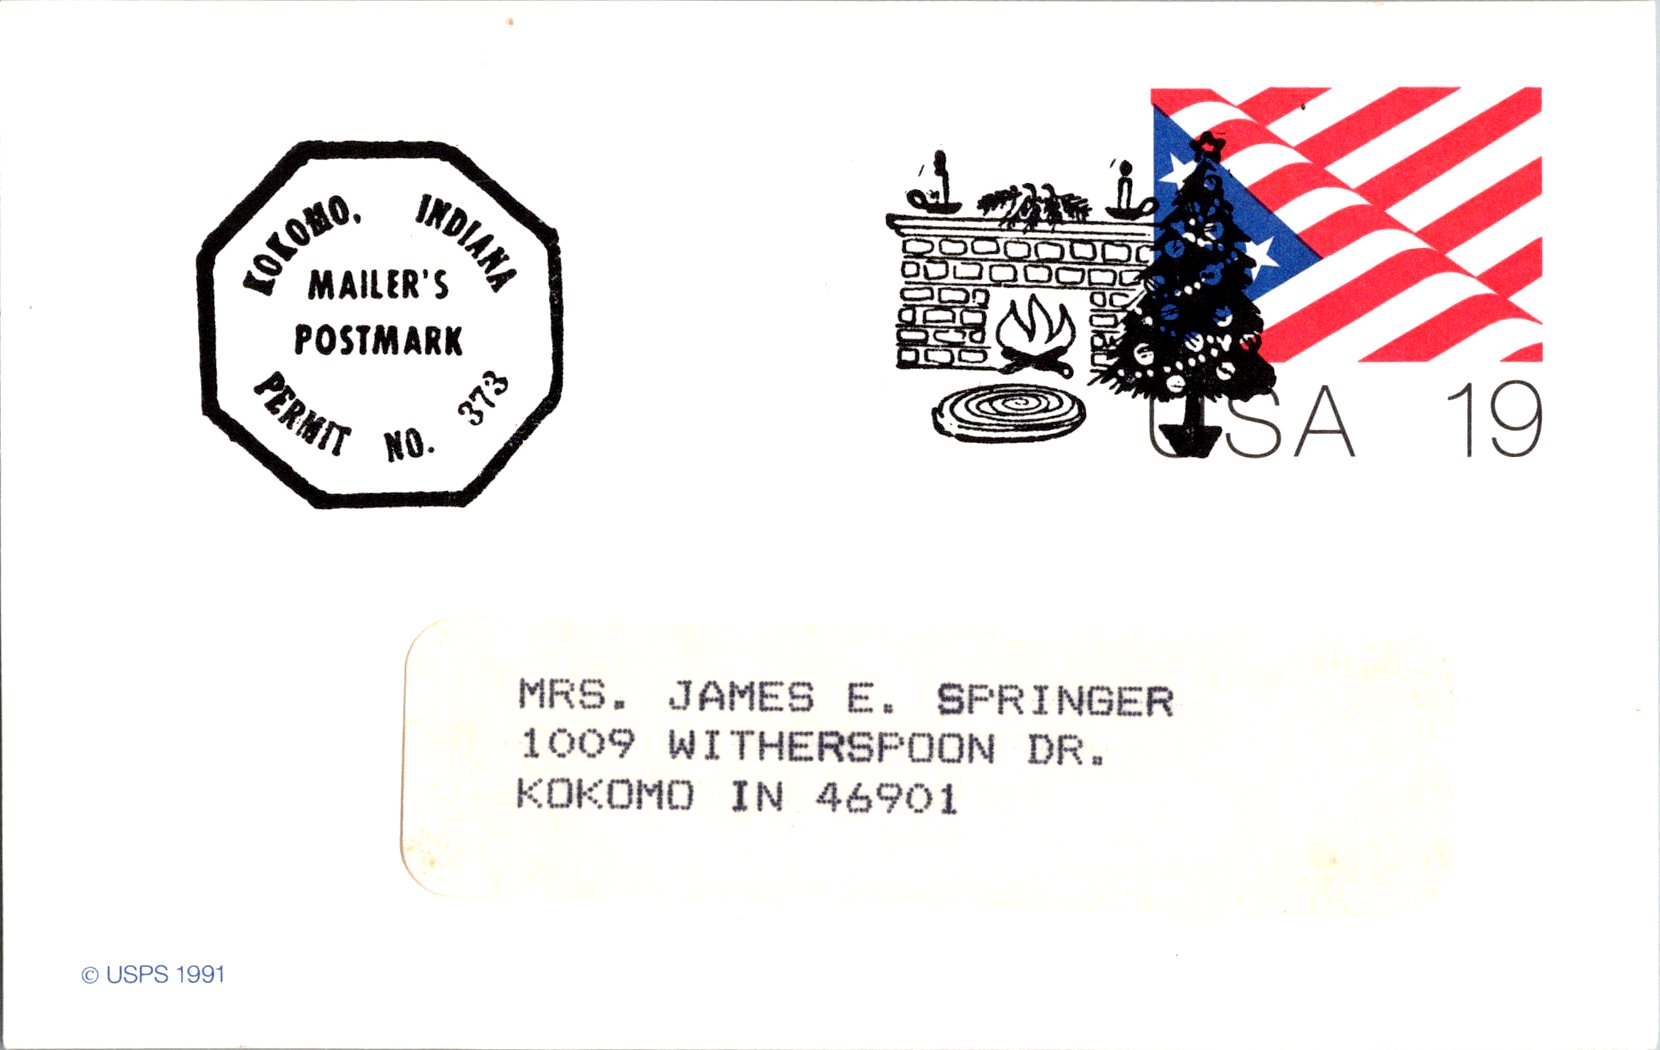 KOKOMO, INDIANA
MAILER'S
POSTMARK
PERMIT NO. 373
USA 19
MRS. JAMES E. SPRINGER
1009 WITHERSPOON DR.
KOKOMO IN 46901
© USPS 1991